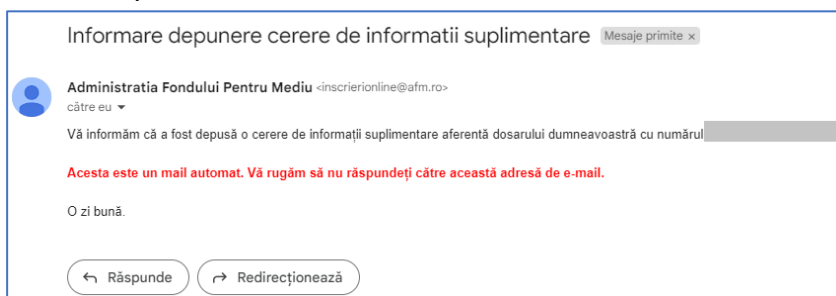 Informare depunere cerere de informatii suplimentare Mesaje primite x
Administratia Fondului Pentru Mediu <inscrierionline@afm.ro>
către eu
Vă informăm că a fost depusă o cerere de informații suplimentare aferentă dosarului dumneavoastră cu numărul
Acesta este un mail automat. Vă rugăm să nu răspundeți către această adresă de e-mail.
O zi bună.
Răspunde Redirecționează